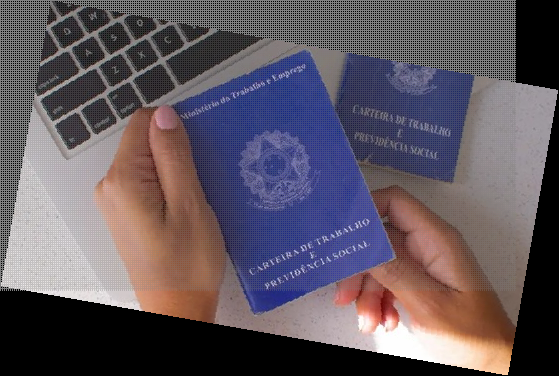 D
W
A
S
D
Z
X
C
Ministério do Trabalho e Emprego
CARTEIRA DE TRABALHO
E
PREVIDÊNCIA SOCIAL
CARTEIRA DE TRABALHO
E
PREVIDÊNCIA SOCIAL